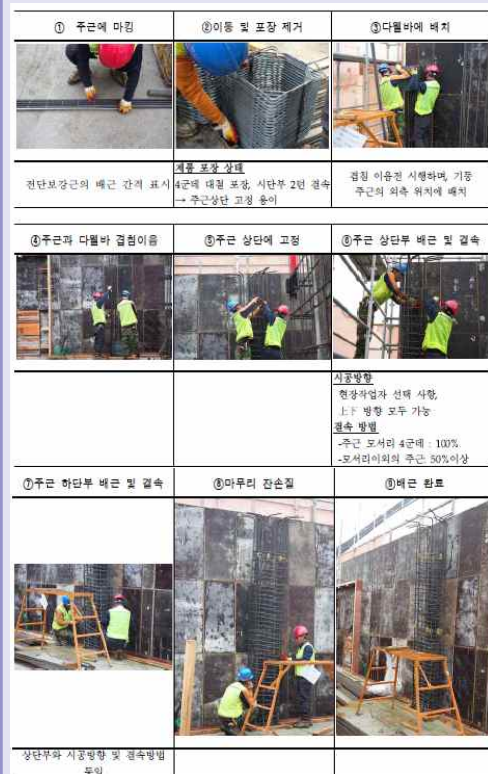 ① 주근에 마킹
②이동 및 포장 제거
③다월바에 배치
전단보강근의 배근 간격 표시
제품 포장 상태
4군데 대철 포장, 시단부 2턴 결속
→ 주근상단 고정 용이
겹침 이음전 시행하며, 기둥
주근의 외측 위치에 배치
④주근과 다월바 겹침이음
⑤주근 상단에 고정
⑥주근 상단부 배근 및 결속
시공방향
현장작업자 선택 사항,
上下 방향 모두 가능
결속 방법
-주근 모서리 4군데 : 100%
-모서리이외의 주근 50%이상
⑦주근 하단부 배근 및 결속
⑧마무리 잔손질
⑨배근 완료
상단부와 시공방향 및 결속방법
동일